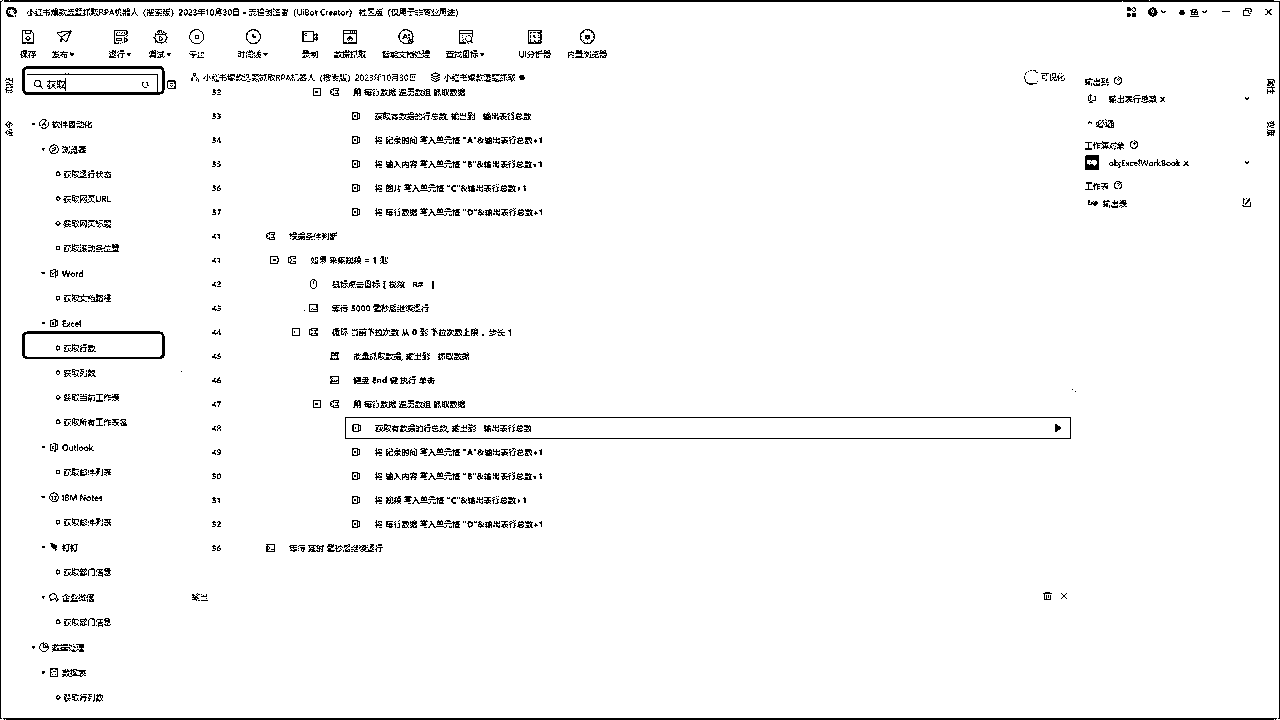 小红书爆款选题抓取RPA机器人（搜索版）2023年10月30日 - 流程创造者（UiBot Creator） 社区版（仅用于非商业用途）
保存 发布 运行 调试 停止 时间线 录制 数据抓取 智能文档处理 查找图标 UI分析器 内置浏览器
获取
小红书爆款选题抓取RPA机器人（搜索版）2023年10月30日 小红书爆款选题抓取
可视化
软件自动化
浏览器
获取运行状态
获取网页URL
获取网页标题
获取滚动条位置
Word
获取文档路径
Excel
获取行数
获取列数
获取当前工作表
获取所有工作表名
Outlook
获取邮件列表
IBM Notes
获取邮件列表
钉钉
获取部门信息
企业微信
获取部门信息
数据处理
数据表
获取行列数
32 用 每行数据 遍历数组 抓取数据
33 获取有数据的行总数, 输出到 输出表行总数
34 将 记录时间 写入单元格 "A"&输出表行总数+1
35 将 输入内容 写入单元格 "B"&输出表行总数+1
36 将 图片 写入单元格 "C"&输出表行总数+1
37 将 每行数据 写入单元格 "D"&输出表行总数+1
41 根据条件判断
41 如果 采集视频 = 1 则
42 鼠标点击目标
43 等待 5000 毫秒后继续运行
44 循环 当前下拉次数 从 0 到 下拉次数上限 , 步长 1
45 批量抓取数据, 输出到 抓取数据
46 键盘 End 键 执行 单击
47 用 每行数据 遍历数组 抓取数据
48 获取有数据的行总数, 输出到 输出表行总数
49 将 记录时间 写入单元格 "A"&输出表行总数+1
50 将 输入内容 写入单元格 "B"&输出表行总数+1
51 将 视频 写入单元格 "C"&输出表行总数+1
52 将 每行数据 写入单元格 "D"&输出表行总数+1
56 等待 延时 毫秒后继续运行
输出
输出到
输出表行总数 x
必选
工作簿对象
objExcelWorkBook x
工作表
输出表